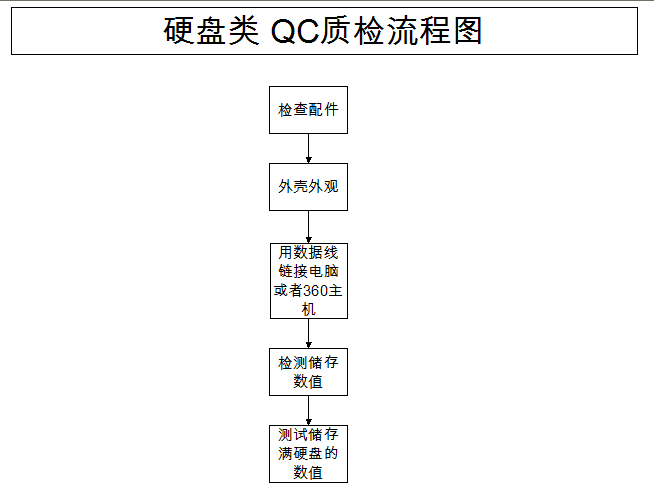 硬盘类 QC质检流程图
检查配件
外壳外观
用数据线
链接电脑
或者360主
机
检测储存
数值
测试储存
满硬盘的
数值